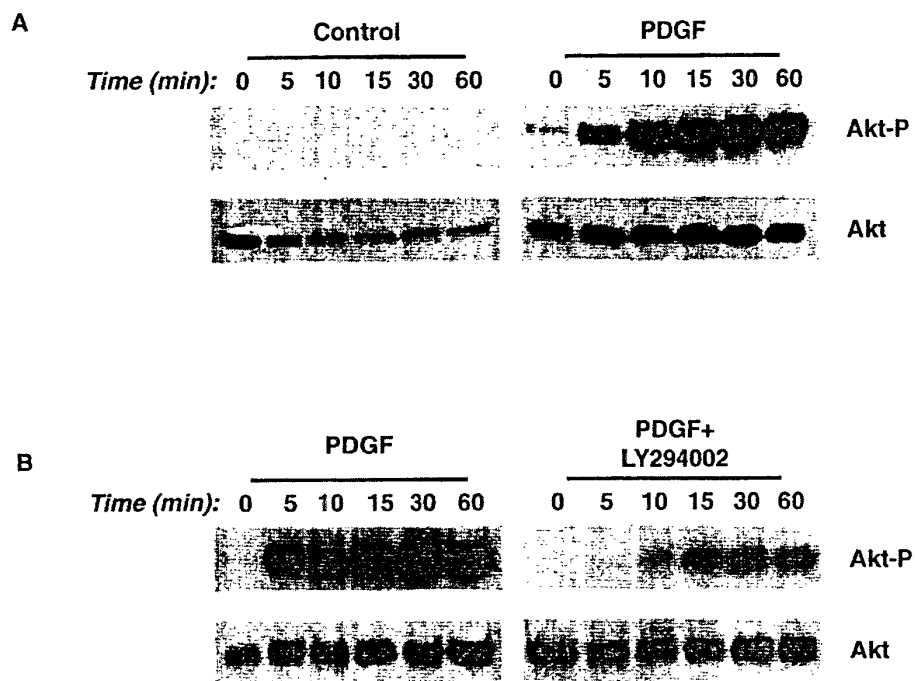 A
Control
PDGF
Time (min): 0 5 10 15 30 60
0 5 10 15 30 60
Akt-P
Akt
B
PDGF
PDGF+
LY294002
Time (min): 0 5 10 15 30 60
0 5 10 15 30 60
Akt-P
Akt